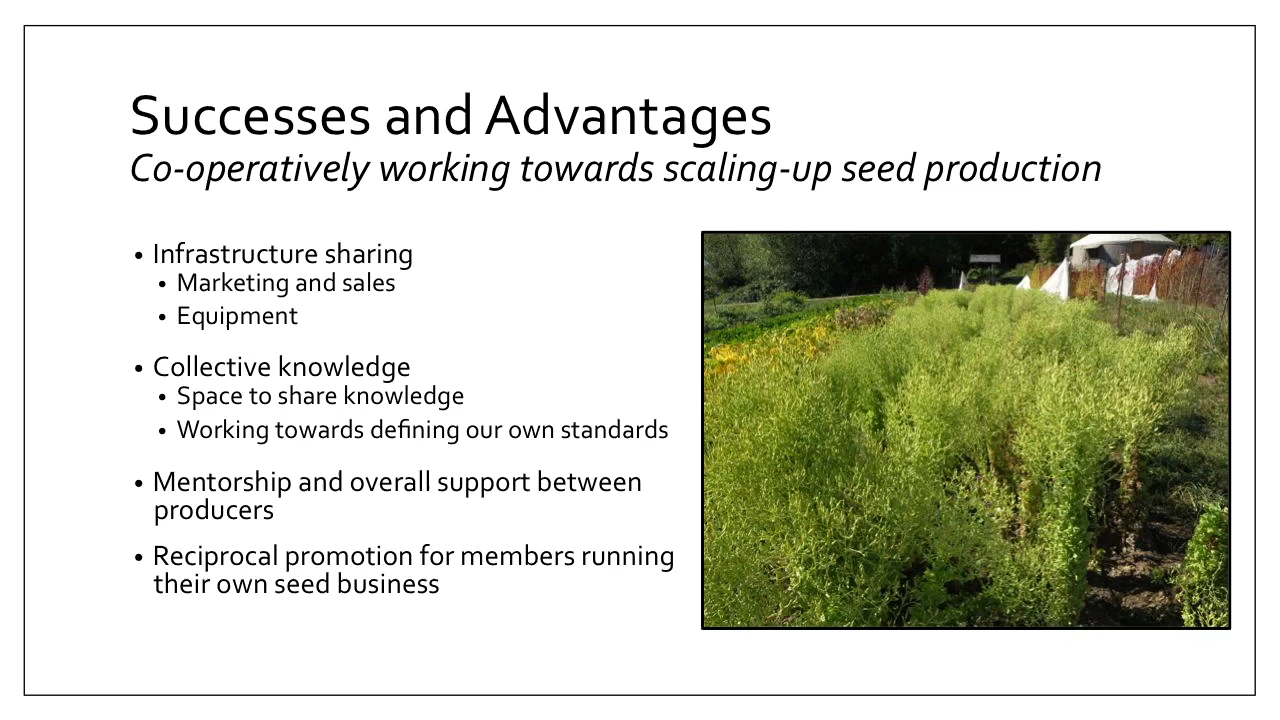 Successes and Advantages
Co-operatively working towards scaling-up seed production
• Infrastructure sharing
• Marketing and sales
• Equipment
• Collective knowledge
• Space to share knowledge
• Working towards defining our own standards
• Mentorship and overall support between
producers
• Reciprocal promotion for members running
their own seed business